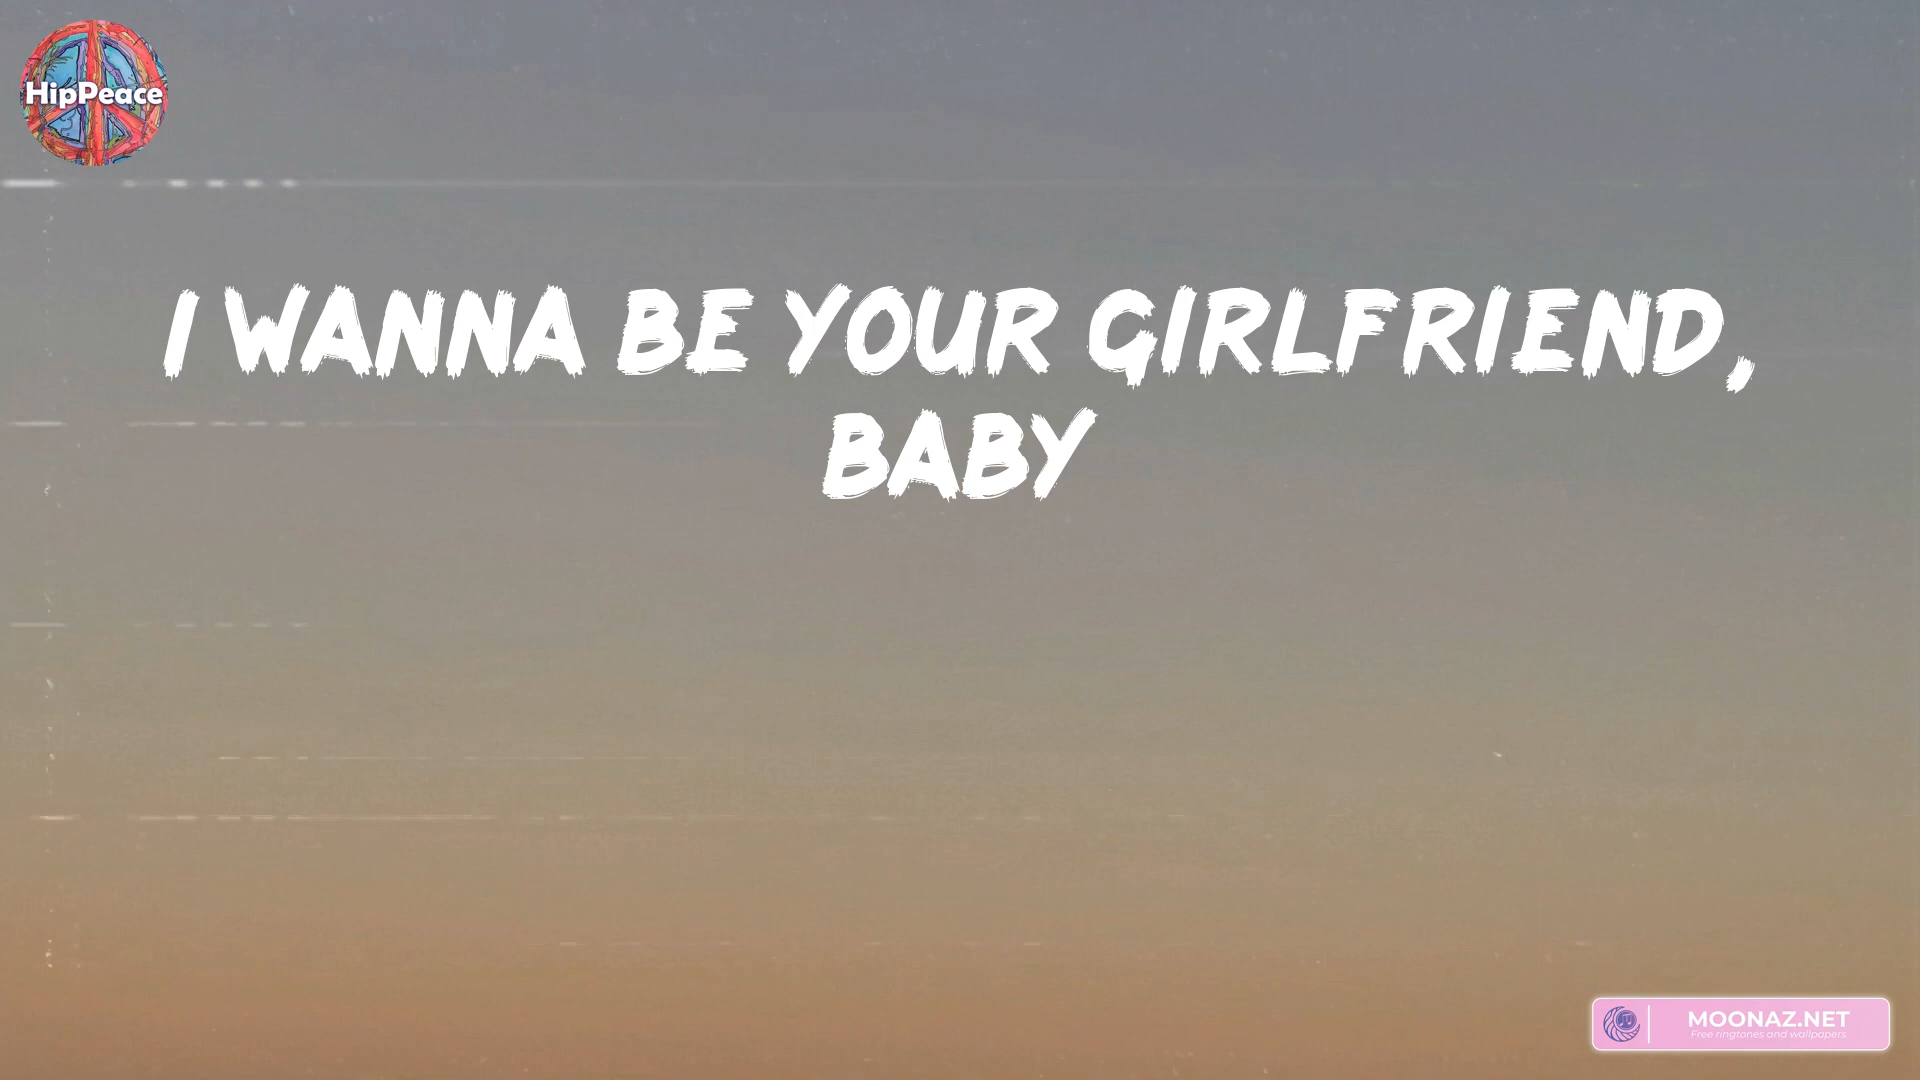 HipPeace
I WANNA BE YOUR GIRLFRIEND,
BABY
MOONAZ.NET
Free ringtones and wallpapers